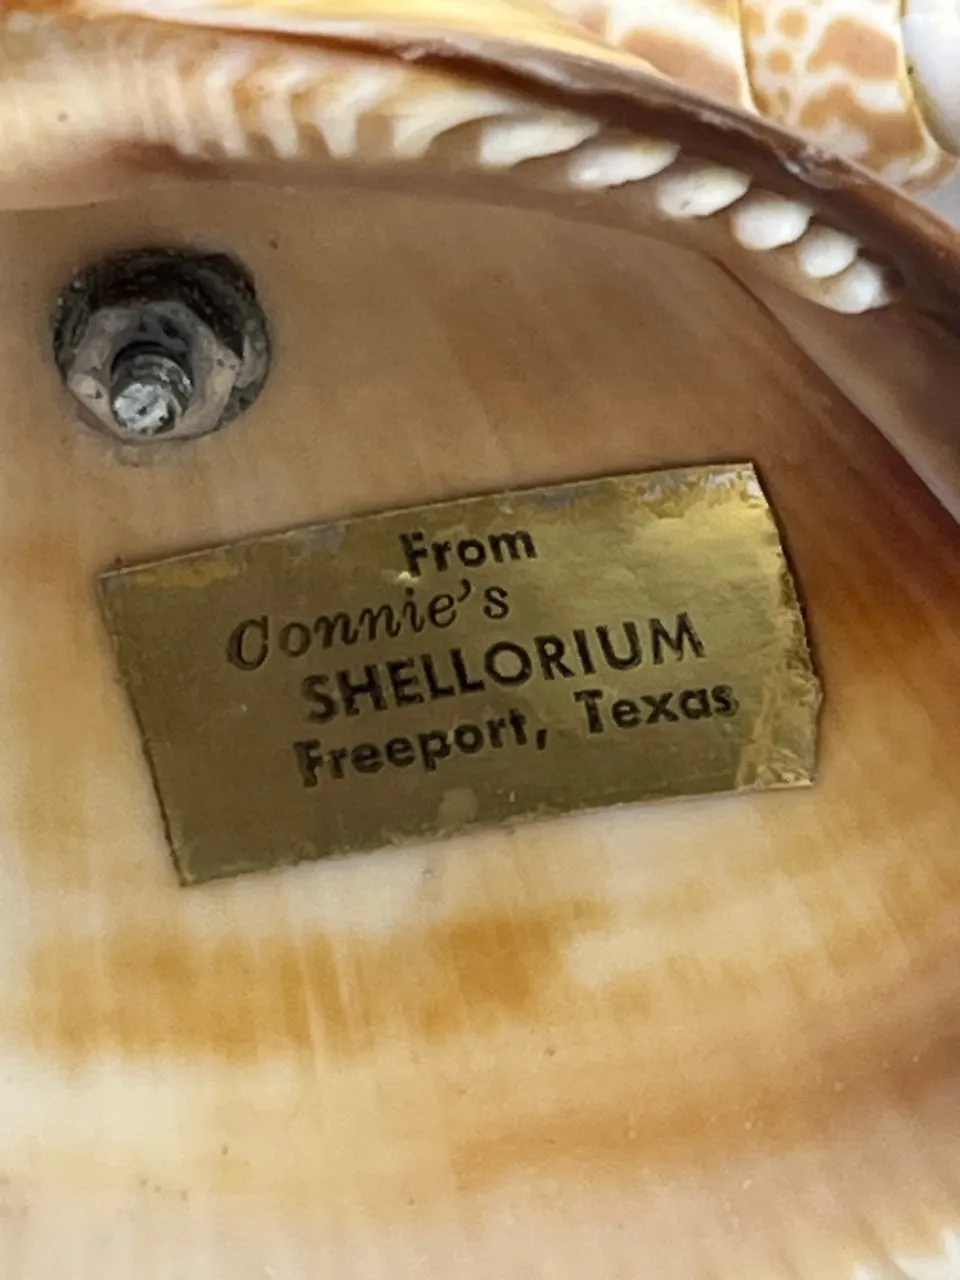 From
Connie's
SHELLORIUM
Freeport, Texas